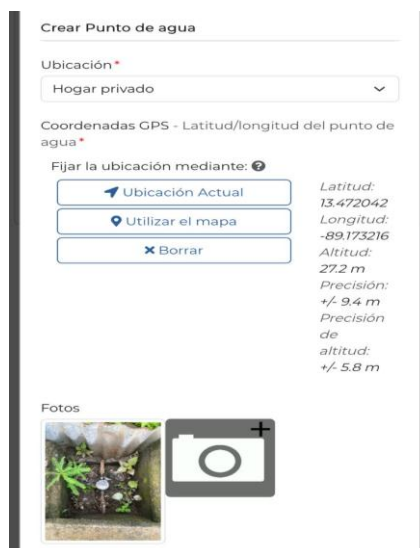 Crear Punto de agua
Ubicación*
Hogar privado
Coordenadas GPS - Latitud/longitud del punto de
agua*
Fijar la ubicación mediante:
Ubicación Actual
Utilizar el mapa
Borrar
Latitud:
13.472042
Longitud:
-89.173216
Altitud:
27.2 m
Precisión:
+/- 9.4 m
Precisión
de
altitud:
+/- 5.8 m
Fotos